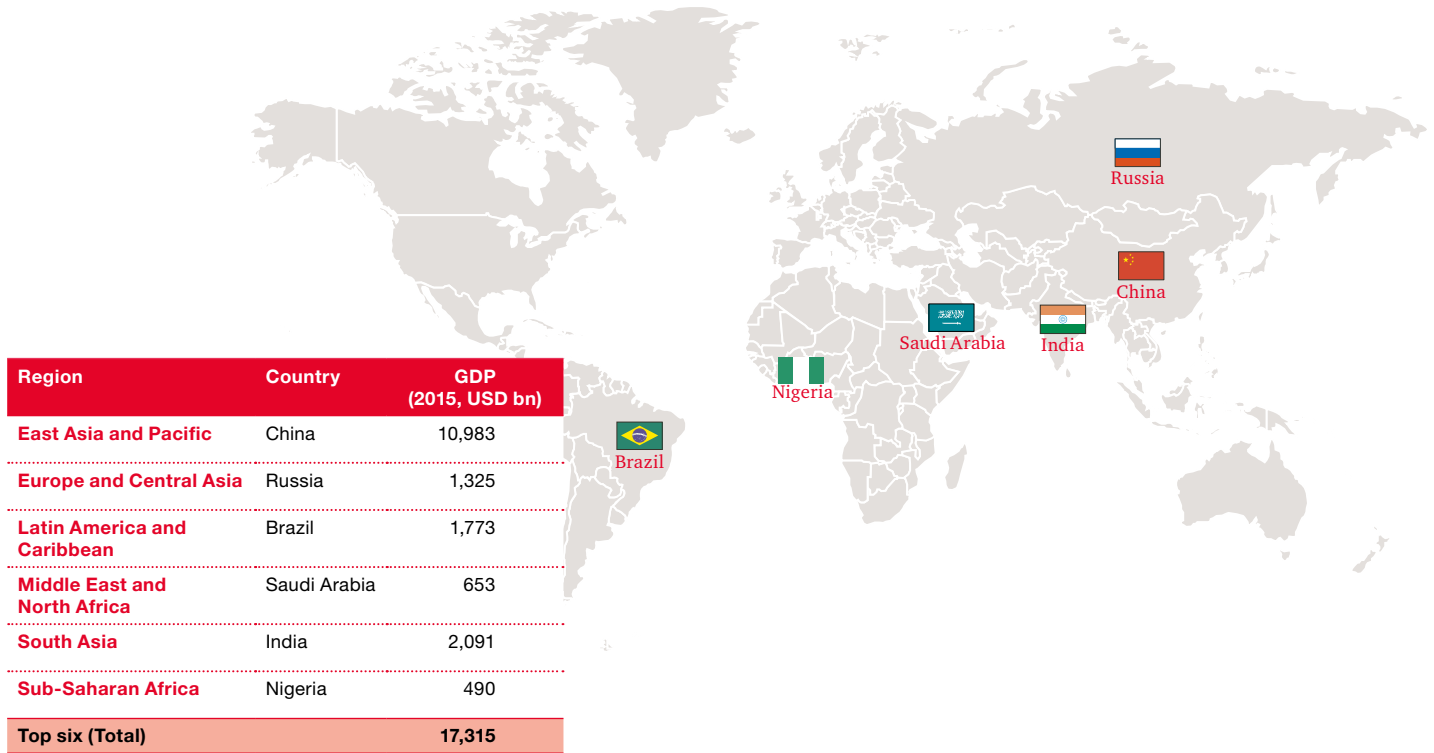 Russia
China
Saudi Arabia
India
Nigeria
Brazil
Region Country GDP
(2015, USD bn)
East Asia and Pacific China 10,983
Europe and Central Asia Russia 1,325
Latin America and Brazil 1,773
Caribbean
Middle East and Saudi Arabia 653
North Africa
South Asia India 2,091
Sub-Saharan Africa Nigeria 490
Top six (Total) 17,315